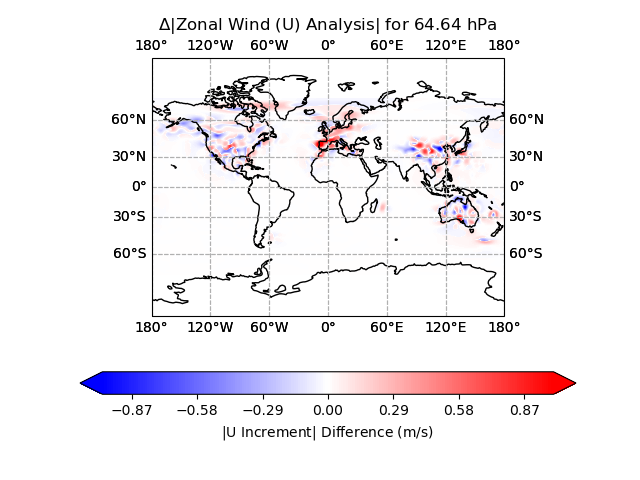 Δ|Zonal Wind (U) Analysis| for 64.64 hPa
180° 120°W 60°W 0° 60°E 120°E 180°
60°N 60°N
30°N 30°N
0° 0°
30°S 30°S
60°S 60°S
180° 120°W 60°W 0° 60°E 120°E 180°
−0.87 −0.58 −0.29 0.00 0.29 0.58 0.87
|U Increment| Difference (m/s)